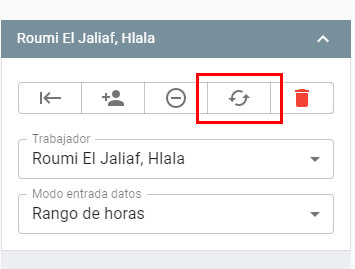 Roumi El Jaliaf, Hlala
Trabajador
Roumi El Jaliaf, Hlala
Modo entrada datos
Rango de horas